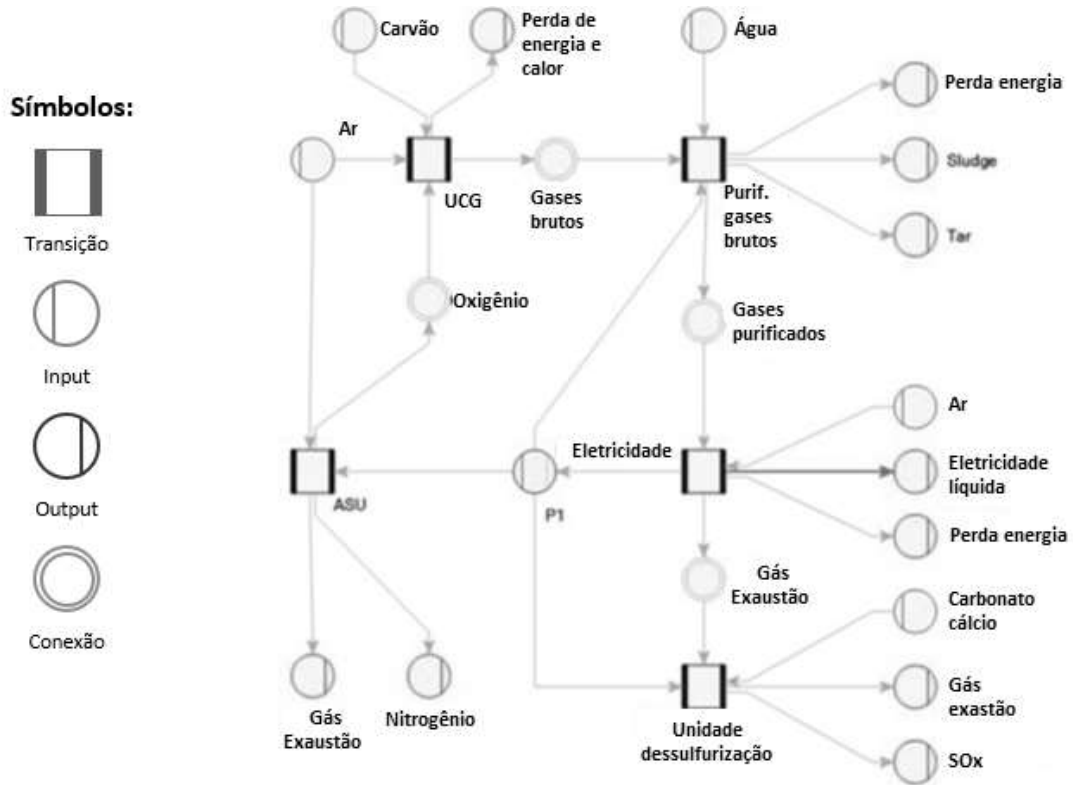 Símbolos:
Transição
Input
Output
Conexão
Carvão
Perda de
energia e
calor
Água
Perda energia
Ar
Sludge
UCG
Gases
brutos
Purif.
gases
brutos
Tar
Oxigênio
Gases
purificados
Ar
Eletricidade
Eletricidade
líquida
ASU
P1
Perda energia
Gás
Exaustão
Carbonato
cálcio
Gás
Exaustão
Nitrogênio
Unidade
dessulfurização
Gás
exastão
SOx